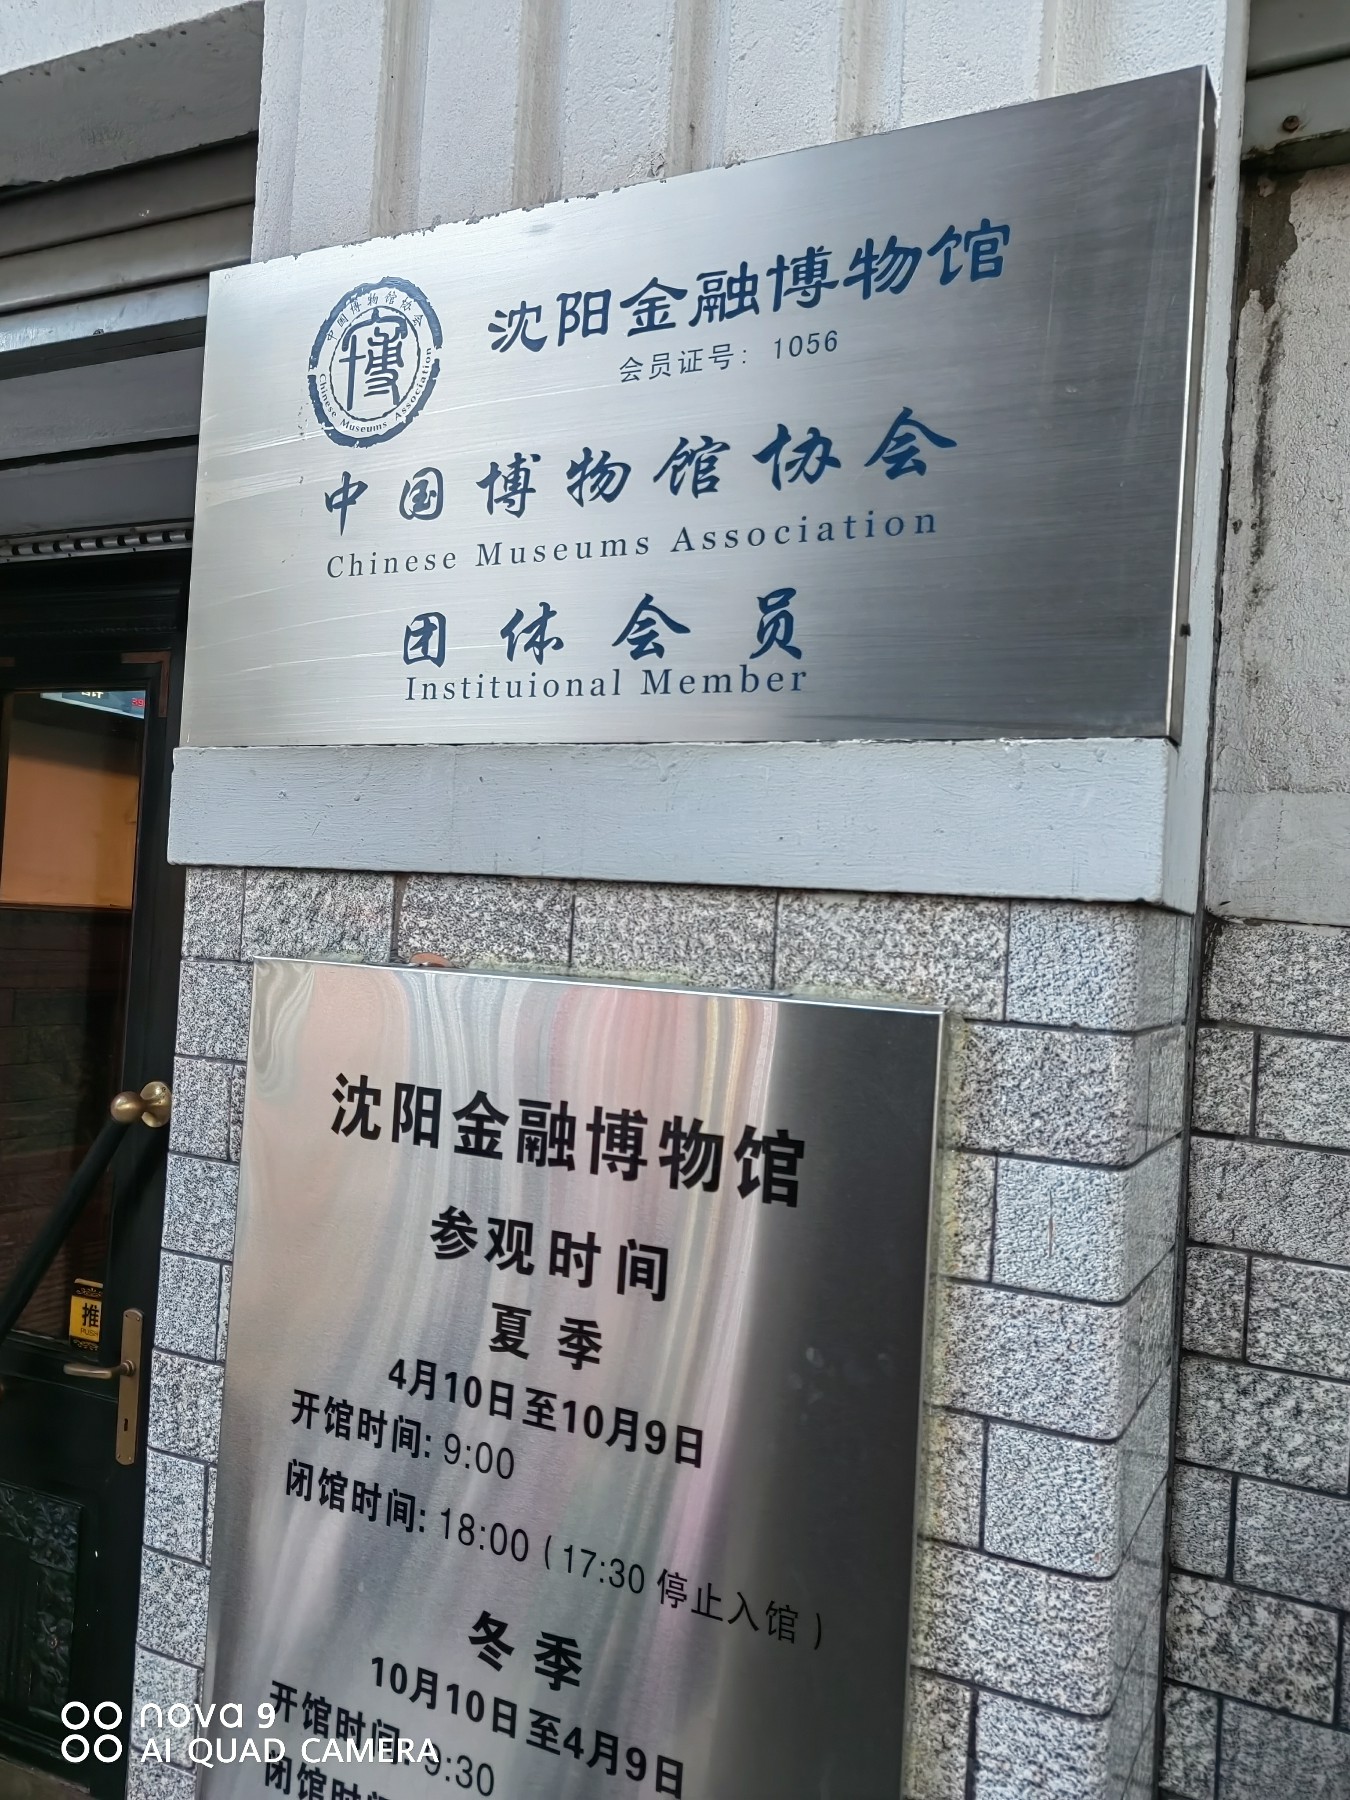 中国博物馆协会
博
Chinese Museums Association
沈阳金融博物馆
会员证号：1056
中国博物馆协会
Chinese Museums Association
团体会员
Instituional Member
沈阳金融博物馆
参观时间
夏季
4月10日至10月9日
开馆时间：9:00
闭馆时间：18:00（17:30 停止入馆）
冬季
10月10日至4月9日
开馆时间：9:30
闭馆时间
推
PUSH
nova 9
AI QUAD CAMERA